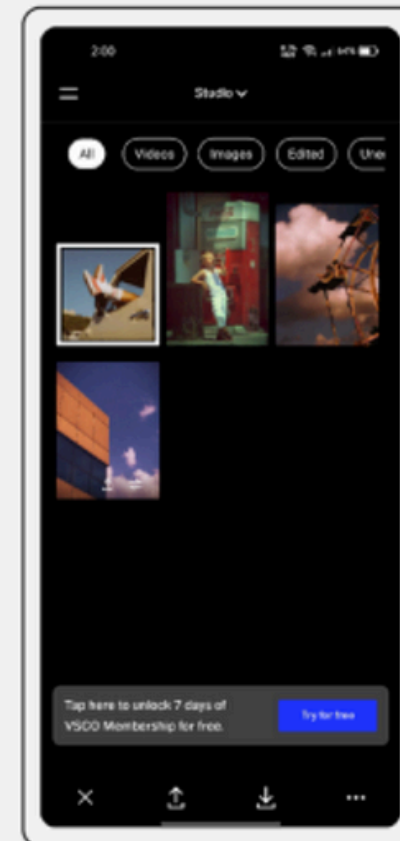 2:00
Studio
All Videos Images Edited
Tap here to unlock 7 days of
VSCO Membership for free.
Try for free